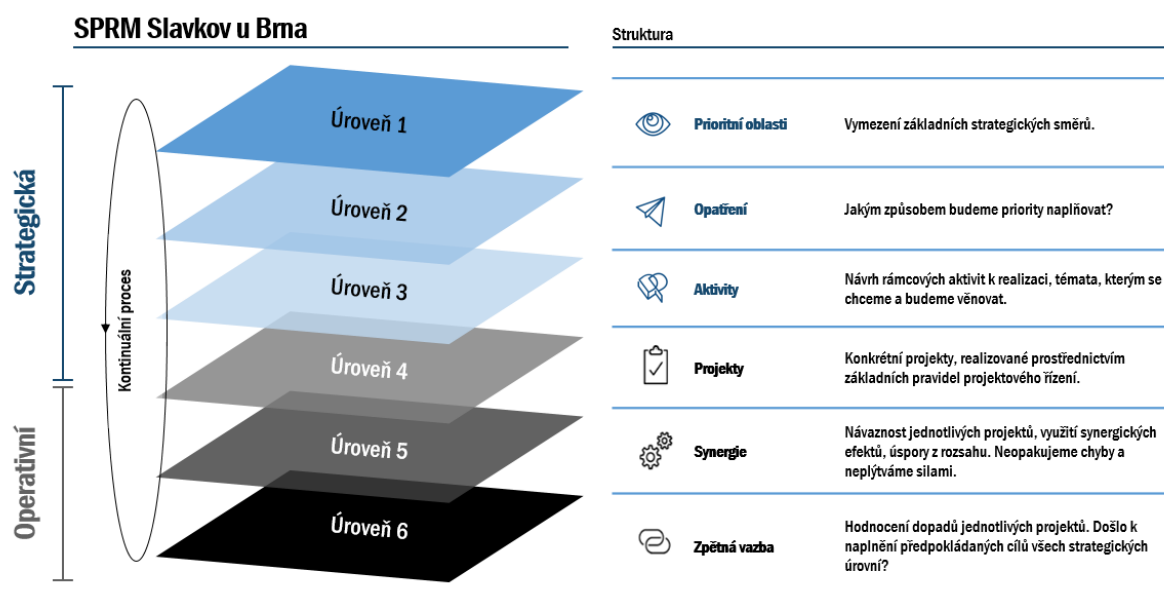 SPRM Slavkov u Brna
Struktura
Strategická
Operativní
Kontinuální proces
Úroveň 1
Prioritní oblasti
Vymezení základních strategických směrů.
Úroveň 2
Opatření
Jakým způsobem budeme priority naplňovat?
Úroveň 3
Aktivity
Návrh rámcových aktivit k realizaci, témata, kterým se
chceme a budeme věnovat.
Úroveň 4
Projekty
Konkrétní projekty, realizované prostřednictvím
základních pravidel projektového řízení.
Úroveň 5
Synergie
Návaznost jednotlivých projektů, využití synergických
efektů, úspory z rozsahu. Neopakujeme chyby a
neplýtváme silami.
Úroveň 6
Zpětná vazba
Hodnocení dopadů jednotlivých projektů. Došlo k
naplnění předpokládaných cílů všech strategických
úrovní?